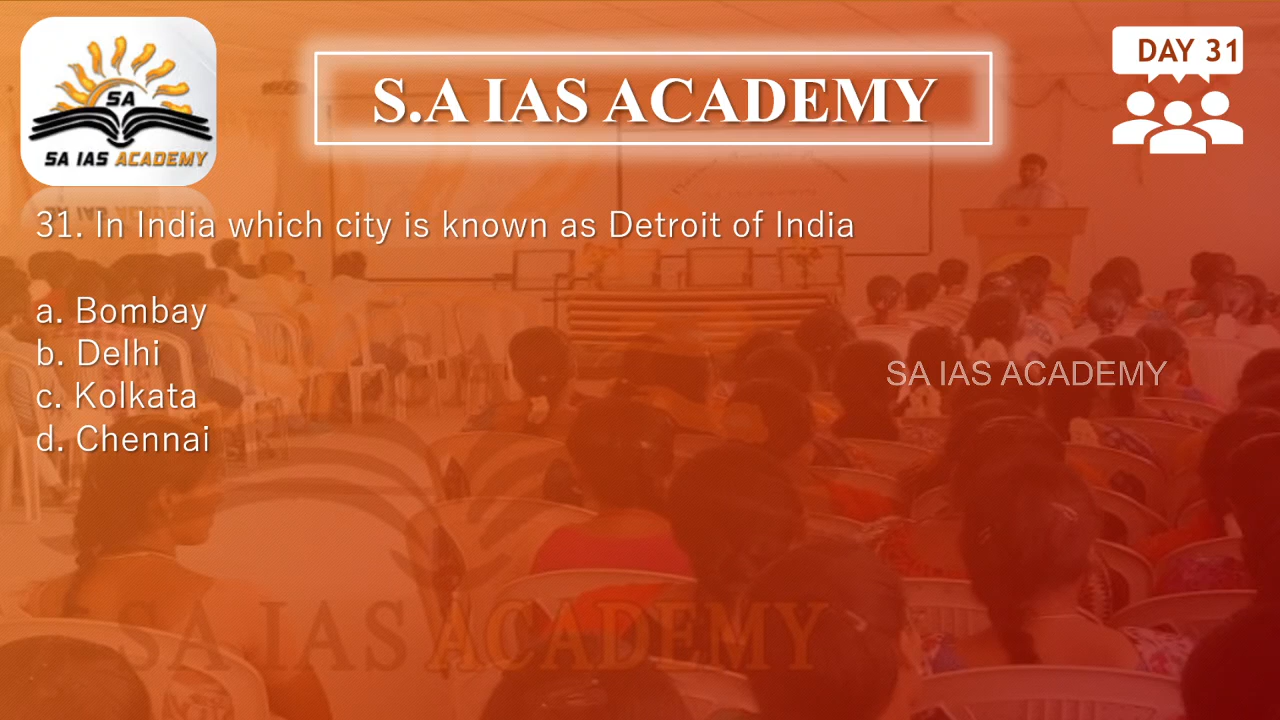 SA
SA IAS ACADEMY
S.A IAS ACADEMY
DAY 31
31. In India which city is known as Detroit of India
a. Bombay
b. Delhi
c. Kolkata
d. Chennai
SA IAS ACADEMY
SA
SA IAS ACADEMY